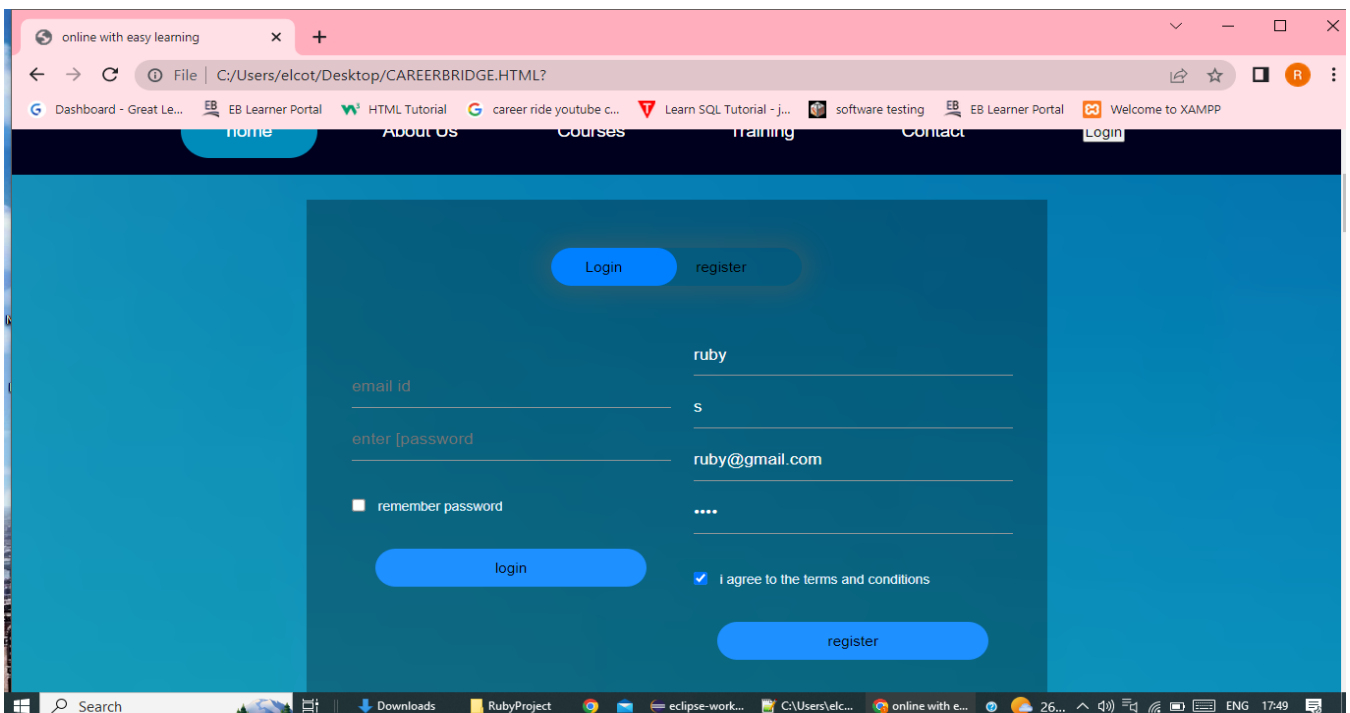 online with easy learning
File C:/Users/elcot/Desktop/CAREERBRIDGE.HTML?
R
Dashboard - Great Le... EB Learner Portal HTML Tutorial career ride youtube c... Learn SQL Tutorial - j... software testing EB Learner Portal Welcome to XAMPP
home About Us Courses Training Contact Login
Login register
email id
enter [password
remember password
login
ruby
s
ruby@gmail.com
••••
i agree to the terms and conditions
register
Search Downloads RubyProject eclipse-work... C:\Users\elc... online with e... 26... ENG 17:49